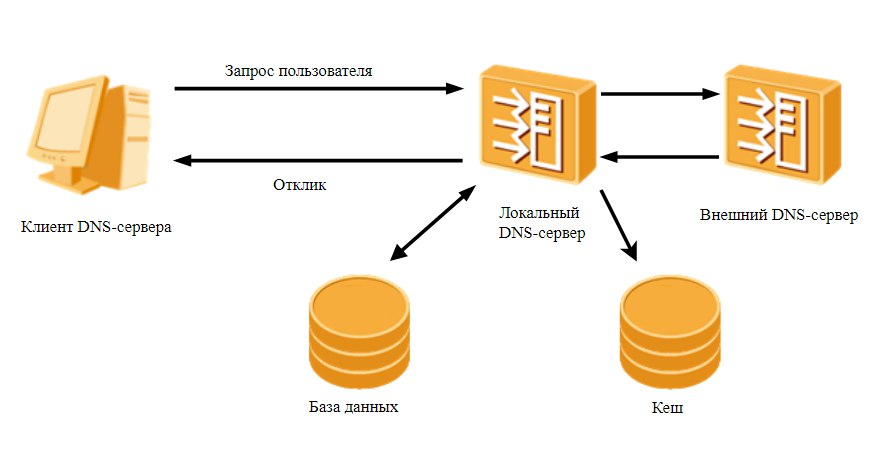 Запрос пользователя
Отклик
Клиент DNS-сервера
Локальный
DNS-сервер
Внешний DNS-сервер
База данных
Кеш